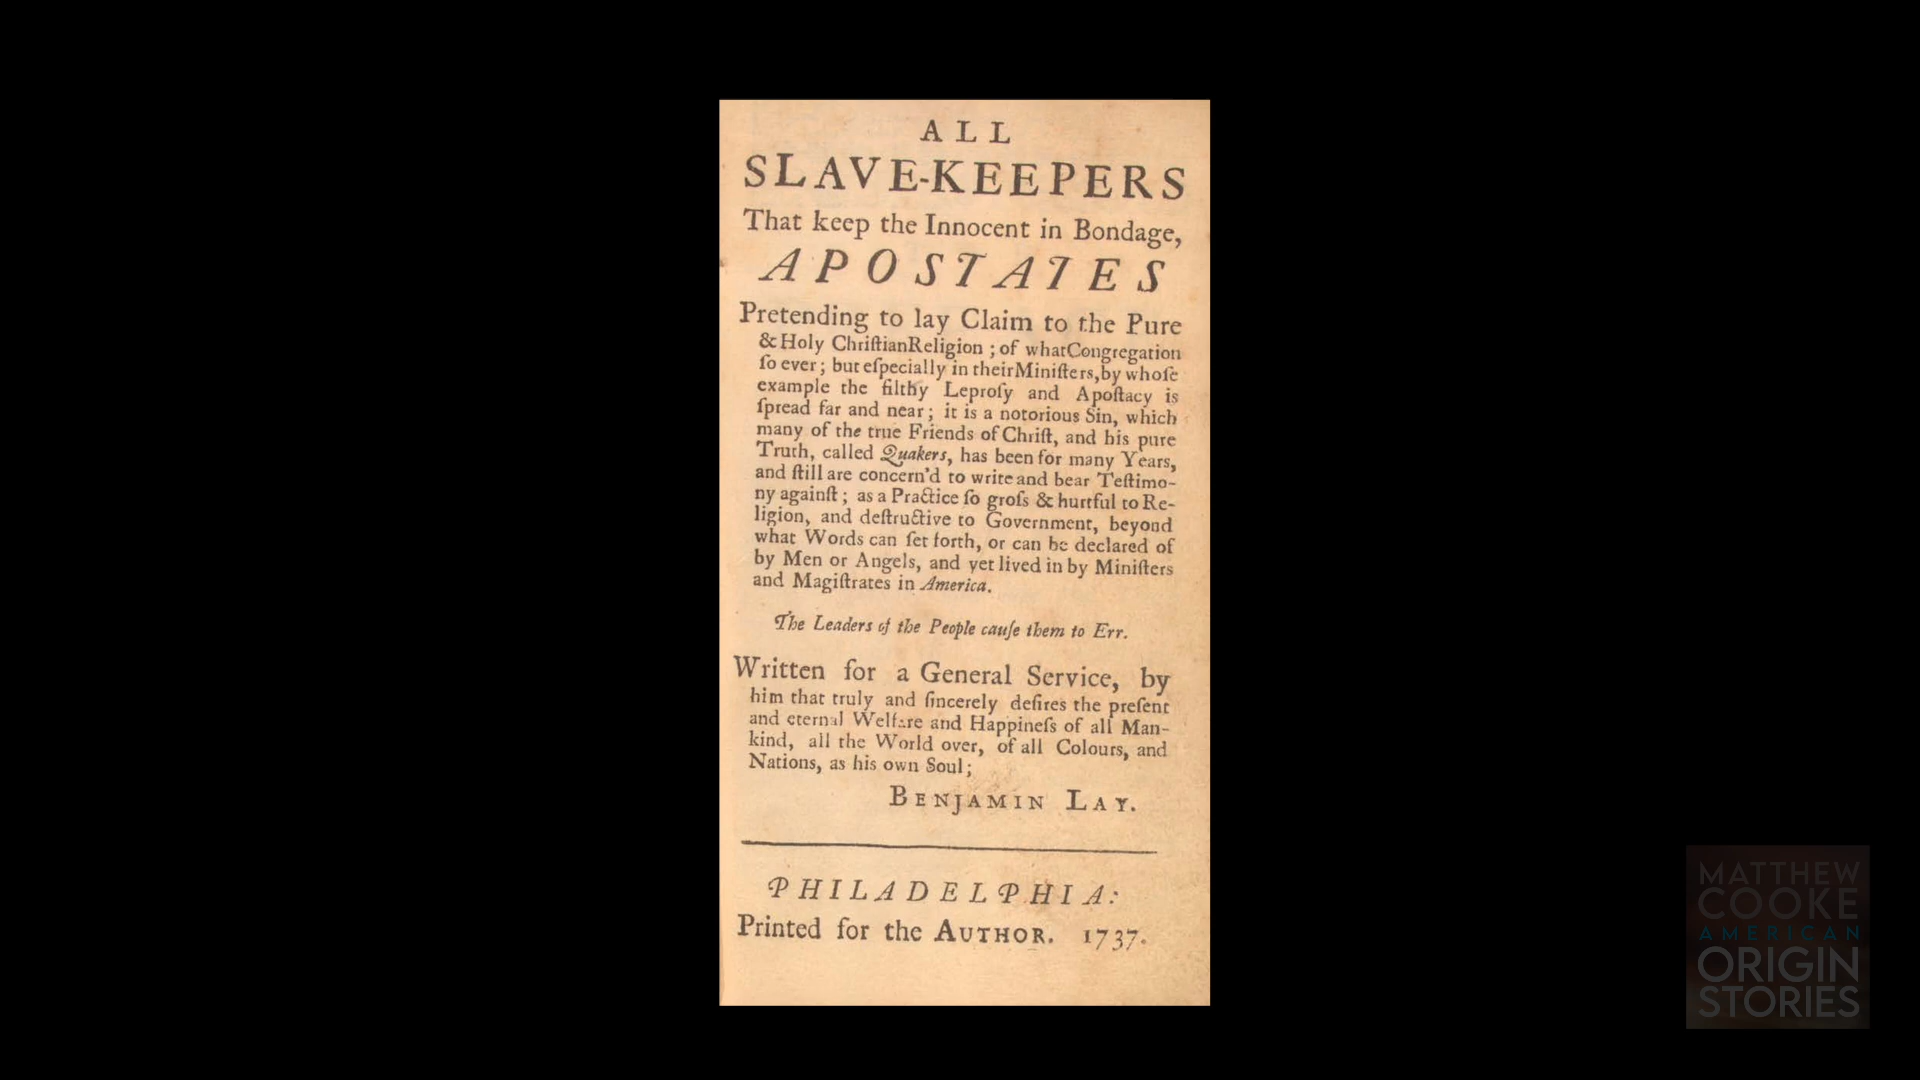 ALL
SLAVE-KEEPERS
That keep the Innocent in Bondage,
APOSTATES
Pretending to lay Claim to the Pure
& Holy Chriſtian Religion ; of what Congregation
ſo ever ; but eſpecially in their Miniſters, by whoſe
example the filthy Leproſy and Apoſtacy is
ſpread far and near ; it is a notorious Sin, which
many of the true Friends of Chriſt, and his pure
Truth, called Quakers, has been for many Years,
and ſtill are concern'd to write and bear Teſtimo-
ny againſt ; as a Practice ſo groſs & hurtful to Re-
ligion, and deſtructive to Government, beyond
what Words can ſet forth, or can be declared of
by Men or Angels, and yet lived in by Miniſters
and Magiſtrates in America.
The Leaders of the People cauſe them to Err.
Written for a General Service, by
him that truly and ſincerely deſires the preſent
and eternal Welfare and Happineſs of all Man-
kind, all the World over, of all Colours, and
Nations, as his own Soul ;
BENJAMIN LAY.
PHILADELPHIA:
Printed for the AUTHOR. 1737.
MATTHEW
COOKE
AMERICAN
ORIGIN
STORIES